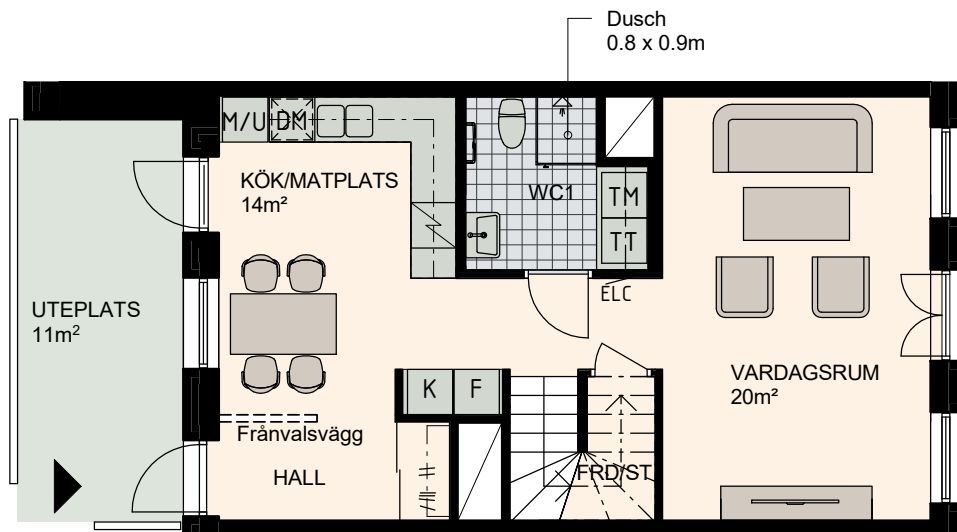 Dusch
0.8 x 0.9m
M/U
DM
KÖK/MATPLATS
14m²
WC1
TM
TT
ELC
UTEPLATS
11m²
VARDAGSRUM
20m²
K
F
Frånvalsvägg
HALL
FRD/ST